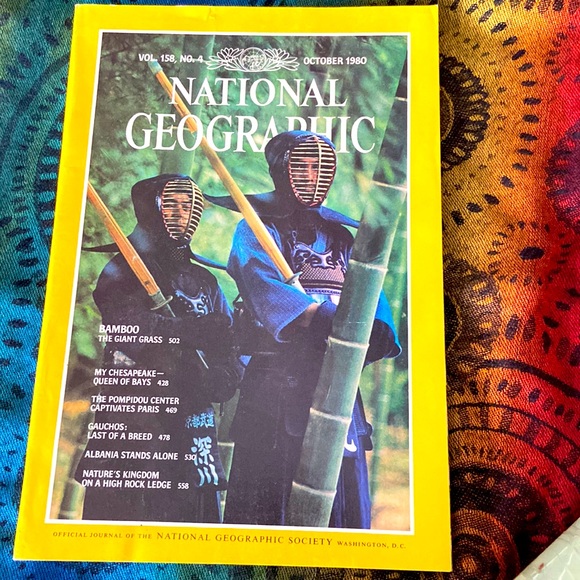 VOL. 158, NO. 4 OCTOBER 1980
NATIONAL
GEOGRAPHIC
BAMBOO
THE GIANT GRASS 502
MY CHESAPEAKE—
QUEEN OF BAYS 428
THE POMPIDOU CENTER
CAPTIVATES PARIS 469
GAUCHOS:
LAST OF A BREED 478
ALBANIA STANDS ALONE 530
NATURE'S KINGDOM
ON A HIGH ROCK LEDGE 558
深川
OFFICIAL JOURNAL OF THE NATIONAL GEOGRAPHIC SOCIETY WASHINGTON, D.C.